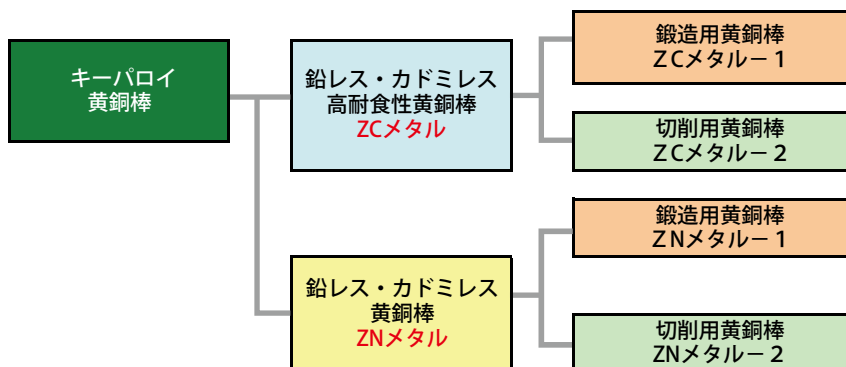 キーパロイ
黄銅棒
鉛レス・カドミレス
高耐食性黄銅棒
ZCメタル
鍛造用黄銅棒
ZCメタルー1
切削用黄銅棒
ZCメタルー2
鉛レス・カドミレス
黄銅棒
ZNメタル
鍛造用黄銅棒
ZNメタルー1
切削用黄銅棒
ZNメタルー2